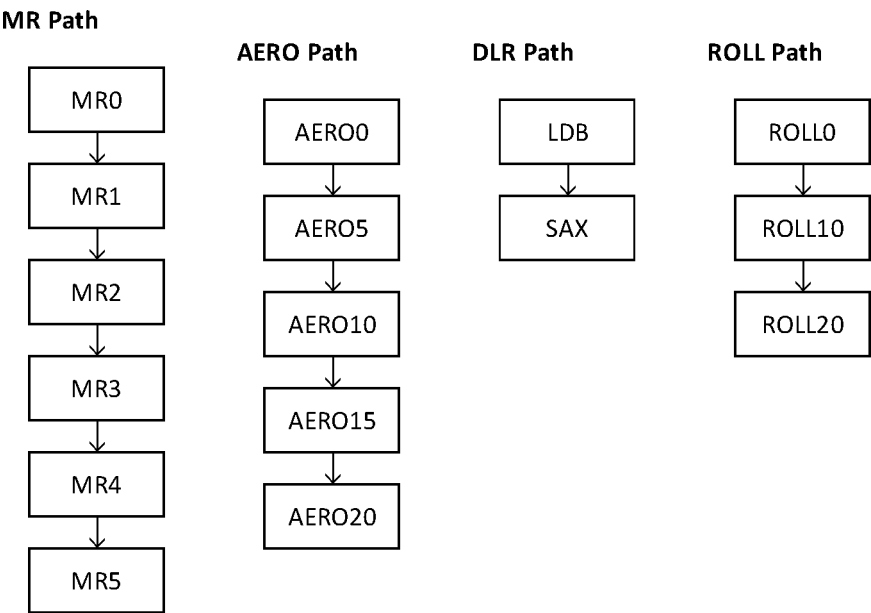 MR Path
MR0
MR1
MR2
MR3
MR4
MR5
AERO Path
AERO0
AERO5
AERO10
AERO15
AERO20
DLR Path
LDB
SAX
ROLL Path
ROLL0
ROLL10
ROLL20